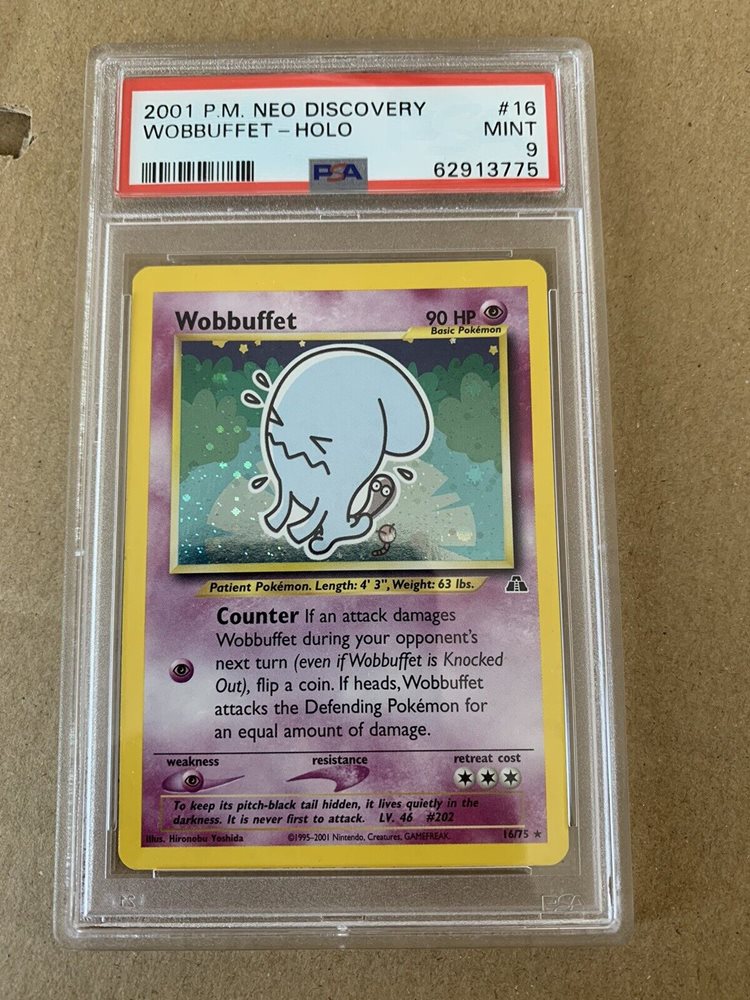 2001 P.M. NEO DISCOVERY #16
WOBBUFFET – HOLO MINT
9
PSA 62913775
Wobbuffet 90 HP
Basic Pokémon
Patient Pokémon. Length: 4' 3", Weight: 63 lbs.
Counter If an attack damages
Wobbuffet during your opponent's
next turn (even if Wobbuffet is Knocked
Out), flip a coin. If heads, Wobbuffet
attacks the Defending Pokémon for
an equal amount of damage.
weakness resistance retreat cost
To keep its pitch-black tail hidden, it lives quietly in the
darkness. It is never first to attack. LV. 46 #202
Illus. Hironobu Yoshida ©1995-2001 Nintendo, Creatures, GAMEFREAK. 16/75 ★
PSA